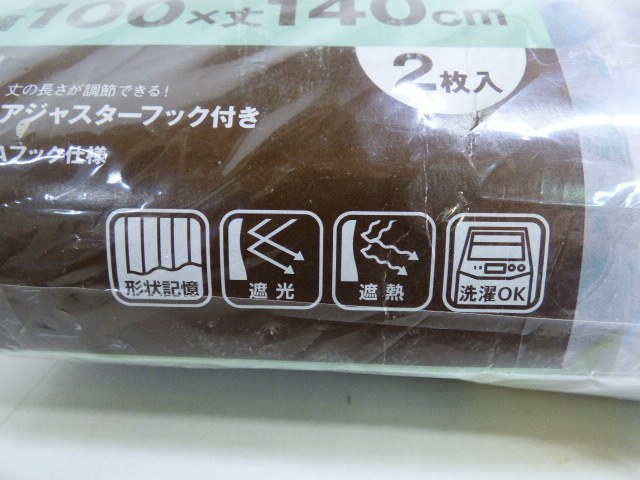 100×丈140cm
2枚入
丈の長さが調節できる!
アジャスターフック付き
Aフック仕様
形状記憶
遮光
遮熱
洗濯OK